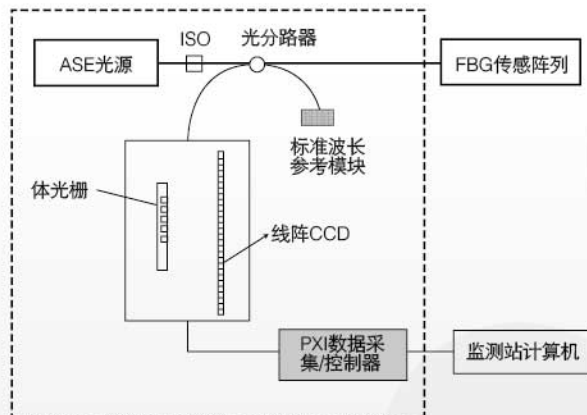 ISO
光分路器
ASE光源
FBG传感阵列
标准波长
参考模块
体光栅
线阵CCD
PXI数据采
集/控制器
监测站计算机